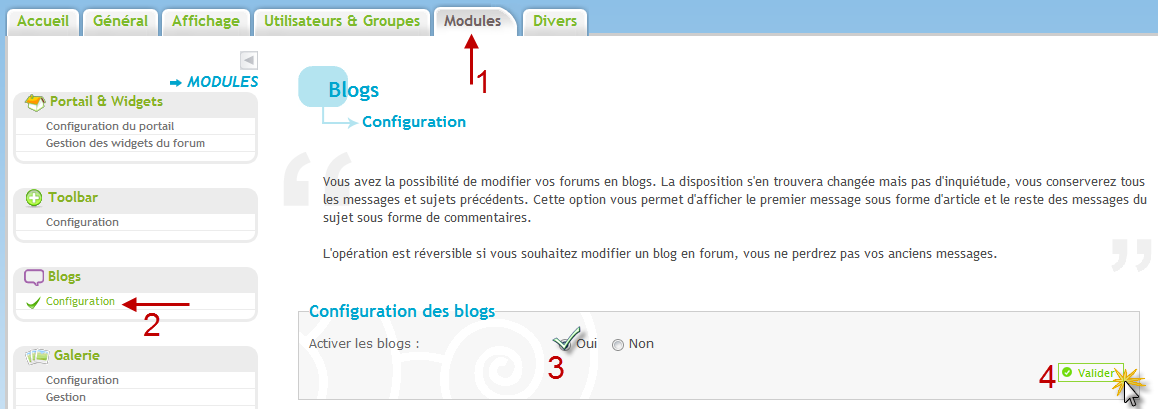 Accueil
Général
Affichage
Utilisateurs & Groupes
Modules
Divers
1
MODULES
Portail & Widgets
Configuration du portail
Gestion des widgets du forum
Toolbar
Configuration
Blogs
Configuration
2
Galerie
Configuration
Gestion
Blogs
Configuration
“
Vous avez la possibilité de modifier vos forums en blogs. La disposition s'en trouvera changée mais pas d'inquiétude, vous conserverez tous
les messages et sujets précédents. Cette option vous permet d'afficher le premier message sous forme d'article et le reste des messages du
sujet sous forme de commentaires.
L'opération est réversible si vous souhaitez modifier un blog en forum, vous ne perdrez pas vos anciens messages.
”
Configuration des blogs
Activer les blogs :
Oui
Non
3
4
Valider